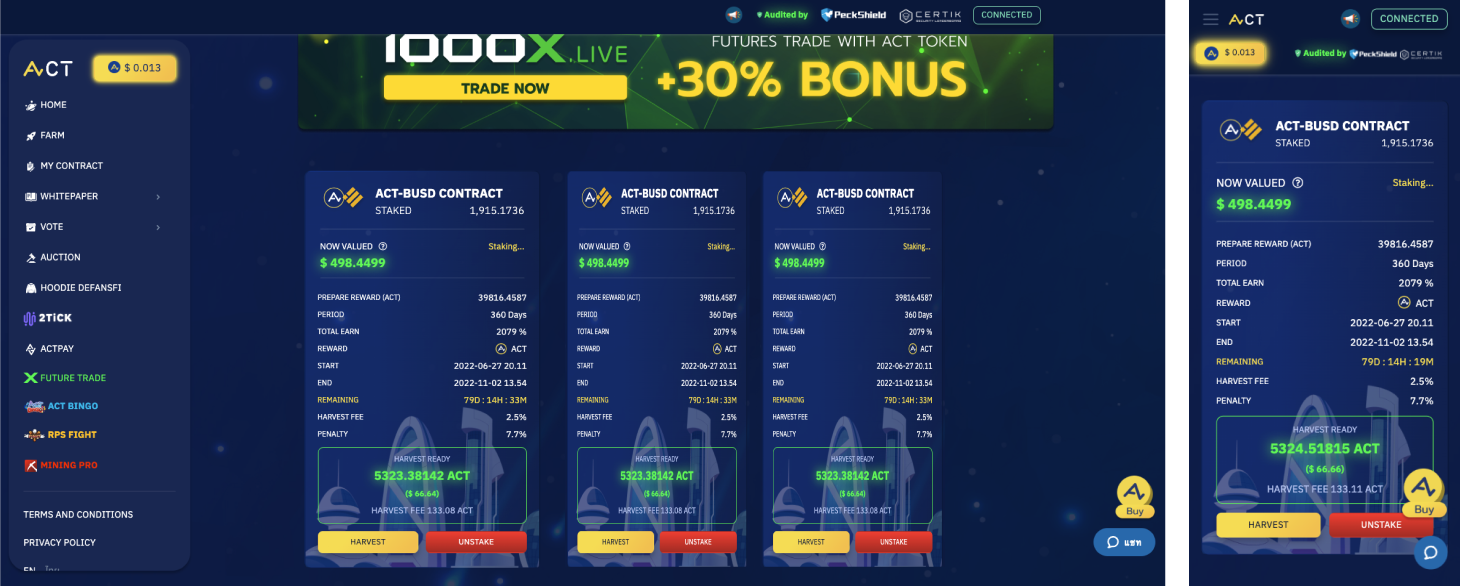 Audited by PeckShield CERTIK CONNECTED
ACT $ 0.013
HOME
FARM
MY CONTRACT
WHITEPAPER
VOTE
AUCTION
HOODIE DEFANSFI
2TiCK
ACTPAY
FUTURE TRADE
ACT BINGO
RPS FIGHT
MINING PRO
TERMS AND CONDITIONS
PRIVACY POLICY
1000X.LIVE
TRADE NOW
FUTURES TRADE WITH ACT TOKEN
+30% BONUS
ACT-BUSD CONTRACT
STAKED 1,915.1736
NOW VALUED Staking...
$ 498.4499
PREPARE REWARD (ACT) 39816.4587
PERIOD 360 Days
TOTAL EARN 2079 %
REWARD ACT
START 2022-06-27 20.11
END 2022-11-02 13.54
REMAINING 79D : 14H : 33M
HARVEST FEE 2.5%
PENALTY 7.7%
HARVEST READY
5323.38142 ACT
($ 66.64)
HARVEST FEE 133.08 ACT
HARVEST UNSTAKE
ACT-BUSD CONTRACT
STAKED 1,915.1736
NOW VALUED Staking...
$ 498.4499
PREPARE REWARD (ACT) 39816.4587
PERIOD 360 Days
TOTAL EARN 2079 %
REWARD ACT
START 2022-06-27 20.11
END 2022-11-02 13.54
REMAINING 79D : 14H : 33M
HARVEST FEE 2.5%
PENALTY 7.7%
HARVEST READY
5323.38142 ACT
($ 66.64)
HARVEST FEE 133.08 ACT
HARVEST UNSTAKE
ACT-BUSD CONTRACT
STAKED 1,915.1736
NOW VALUED Staking...
$ 498.4499
PREPARE REWARD (ACT) 39816.4587
PERIOD 360 Days
TOTAL EARN 2079 %
REWARD ACT
START 2022-06-27 20.11
END 2022-11-02 13.54
REMAINING 79D : 14H : 33M
HARVEST FEE 2.5%
PENALTY 7.7%
HARVEST READY
5323.38142 ACT
($ 66.64)
HARVEST FEE 133.08 ACT
HARVEST UNSTAKE
Buy
แชท
ACT CONNECTED
$ 0.013 Audited by PeckShield CERTIK
ACT-BUSD CONTRACT
STAKED 1,915.1736
NOW VALUED Staking...
$ 498.4499
PREPARE REWARD (ACT) 39816.4587
PERIOD 360 Days
TOTAL EARN 2079 %
REWARD ACT
START 2022-06-27 20.11
END 2022-11-02 13.54
REMAINING 79D : 14H : 19M
HARVEST FEE 2.5%
PENALTY 7.7%
HARVEST READY
5324.51815 ACT
($ 66.66)
HARVEST FEE 133.11 ACT
HARVEST UNSTAKE
Buy